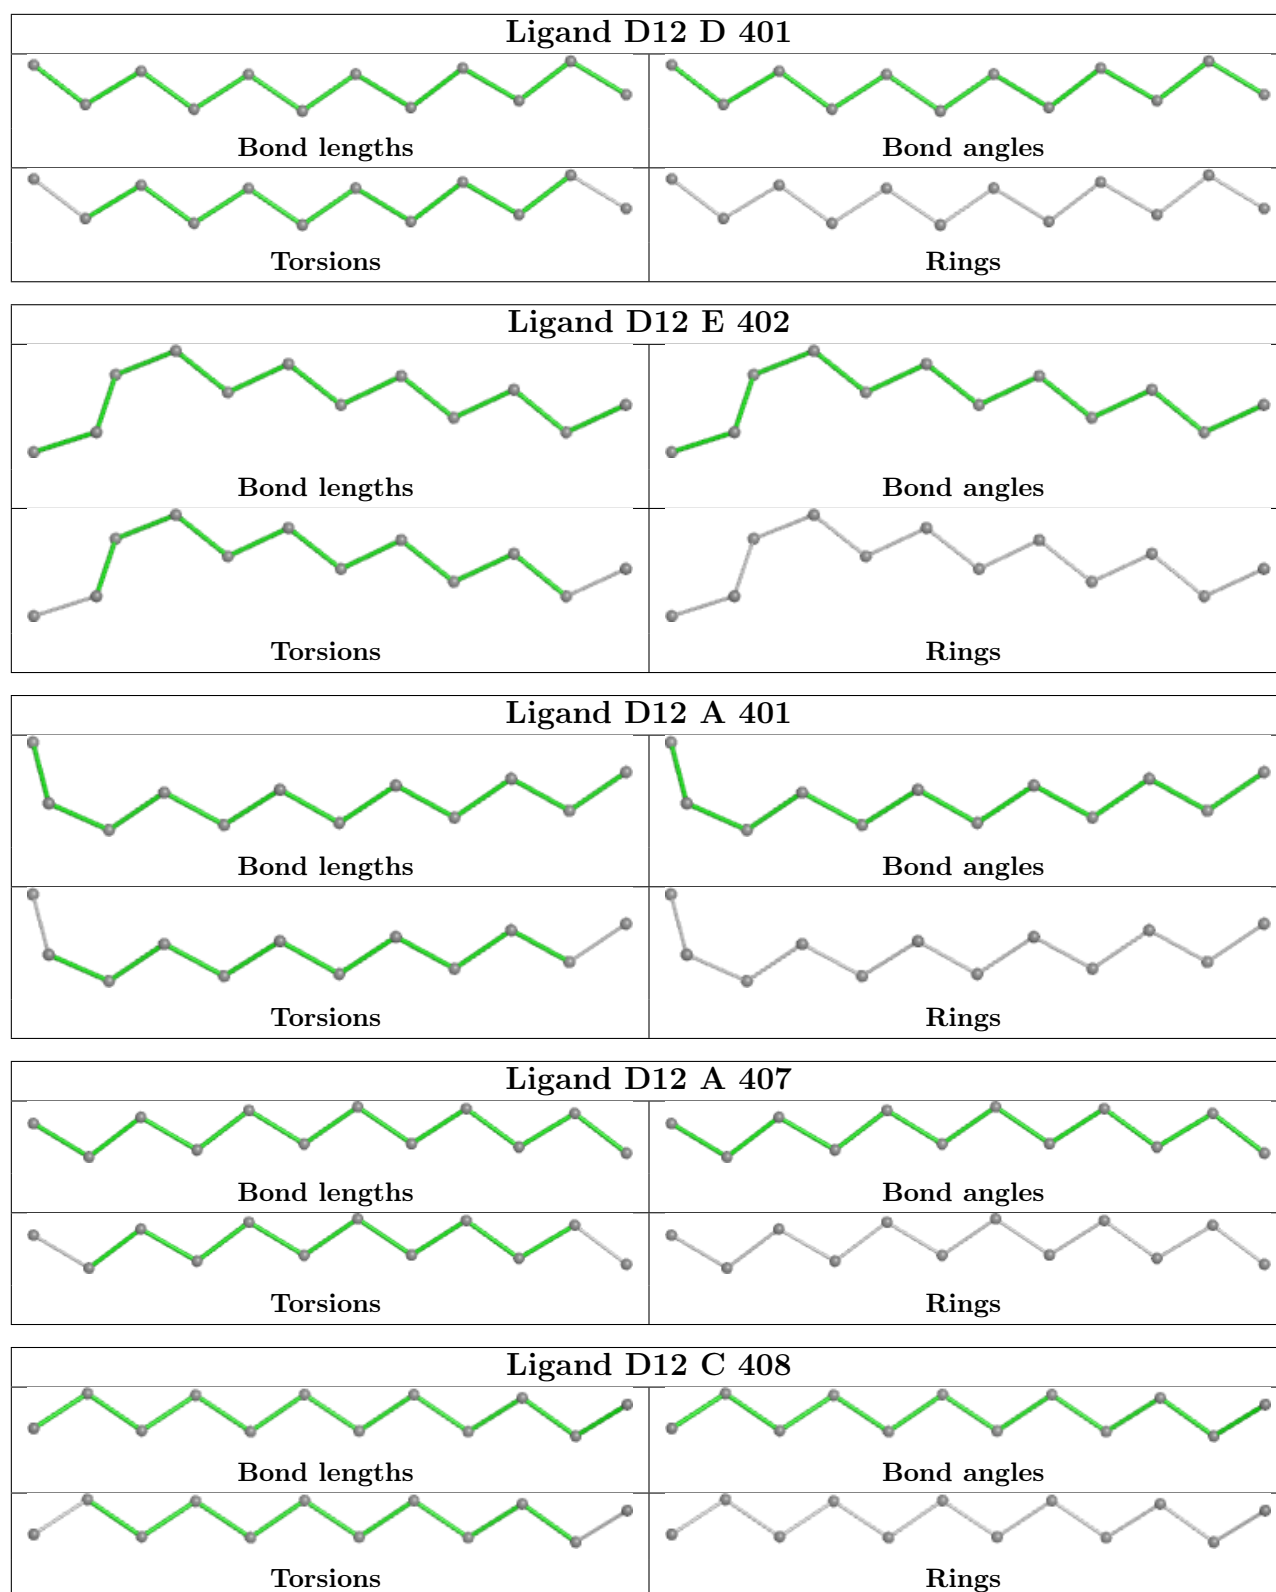 Ligand D12 D 401
Bond lengths
Bond angles
Torsions
Rings
Ligand D12 E 402
Bond lengths
Bond angles
Torsions
Rings
Ligand D12 A 401
Bond lengths
Bond angles
Torsions
Rings
Ligand D12 A 407
Bond lengths
Bond angles
Torsions
Rings
Ligand D12 C 408
Bond lengths
Bond angles
Torsions
Rings